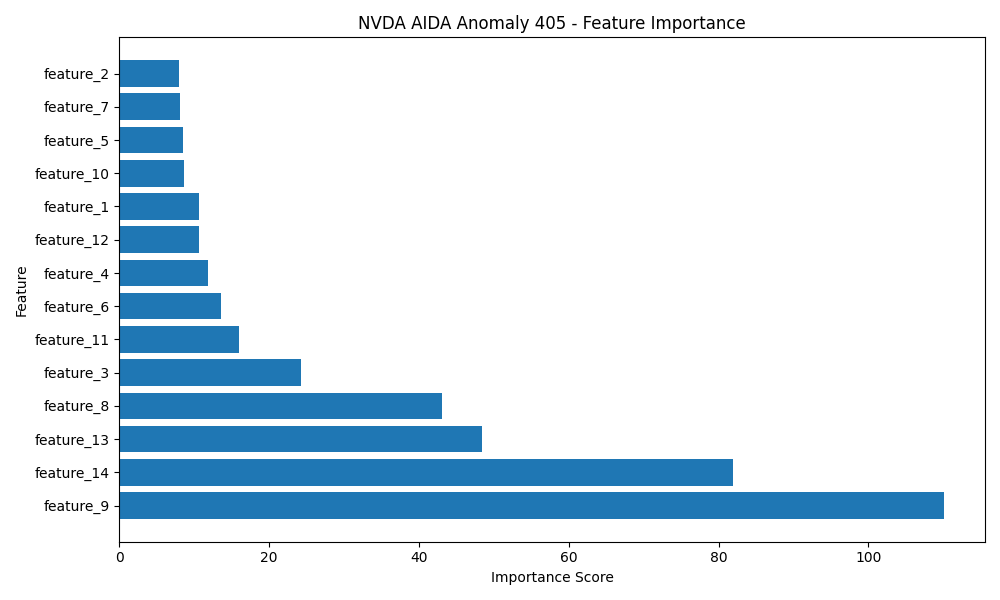 NVDA AIDA Anomaly 405 - Feature Importance
Feature
feature_2
feature_7
feature_5
feature_10
feature_1
feature_12
feature_4
feature_6
feature_11
feature_3
feature_8
feature_13
feature_14
feature_9
0 20 40 60 80 100
Importance Score